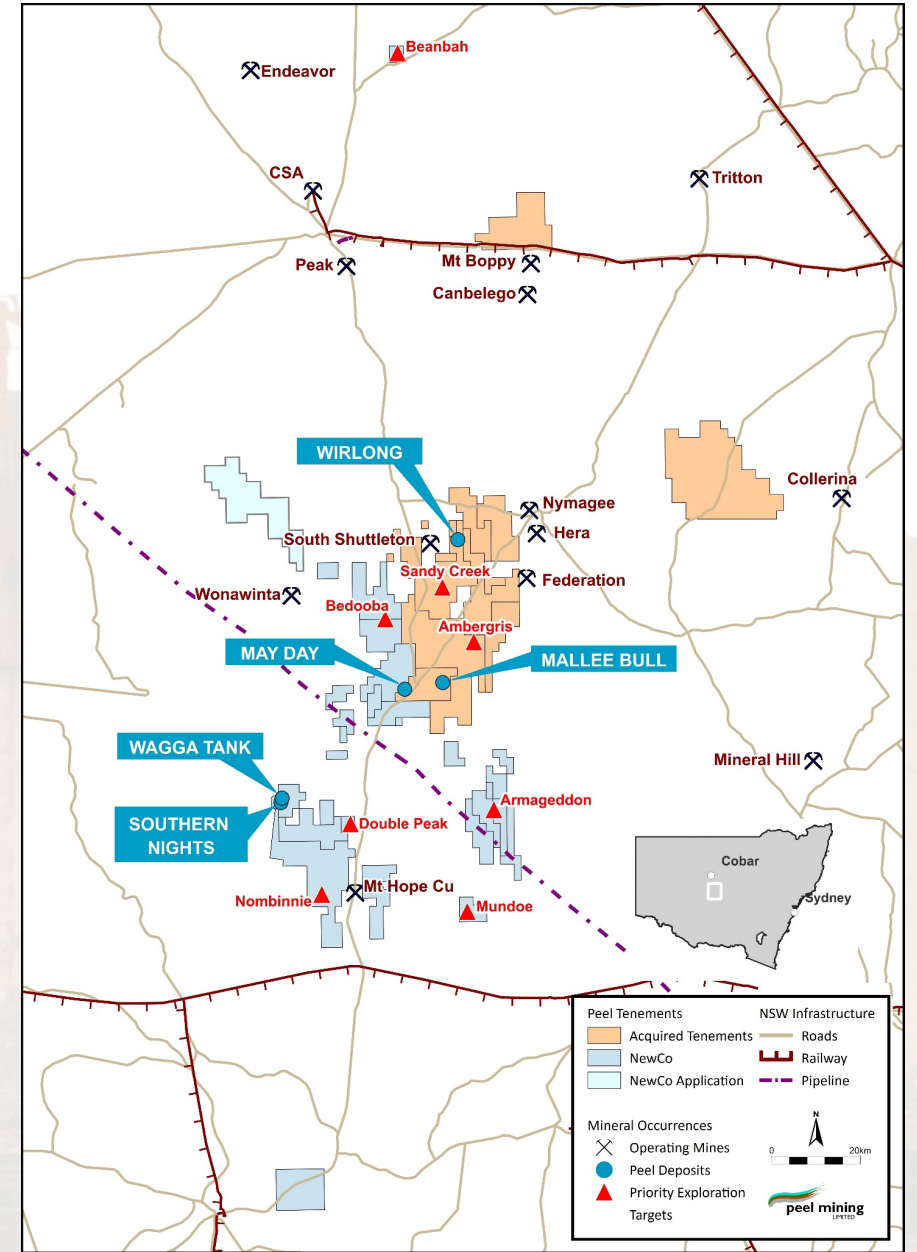 Beanbah
Endeavor
CSA
Tritton
Peak
Mt Boppy
Canbelego
WIRLONG
Collerina
Nymagee
South Shuttleton
Hera
Sandy Creek
Federation
Wonawinta
Bedooba
Ambergris
MAY DAY
MALLEE BULL
WAGGA TANK
Mineral Hill
Armageddon
SOUTHERN
NIGHTS
Double Peak
Cobar
Mt Hope Cu
Nombinnie
Mundoe
Sydney
Peel Tenements
Acquired Tenements
NewCo
NewCo Application
NSW Infrastructure
Roads
Railway
Pipeline
Mineral Occurrences
Operating Mines
Peel Deposits
Priority Exploration
Targets
N
0 20km
peel mining
LIMITED